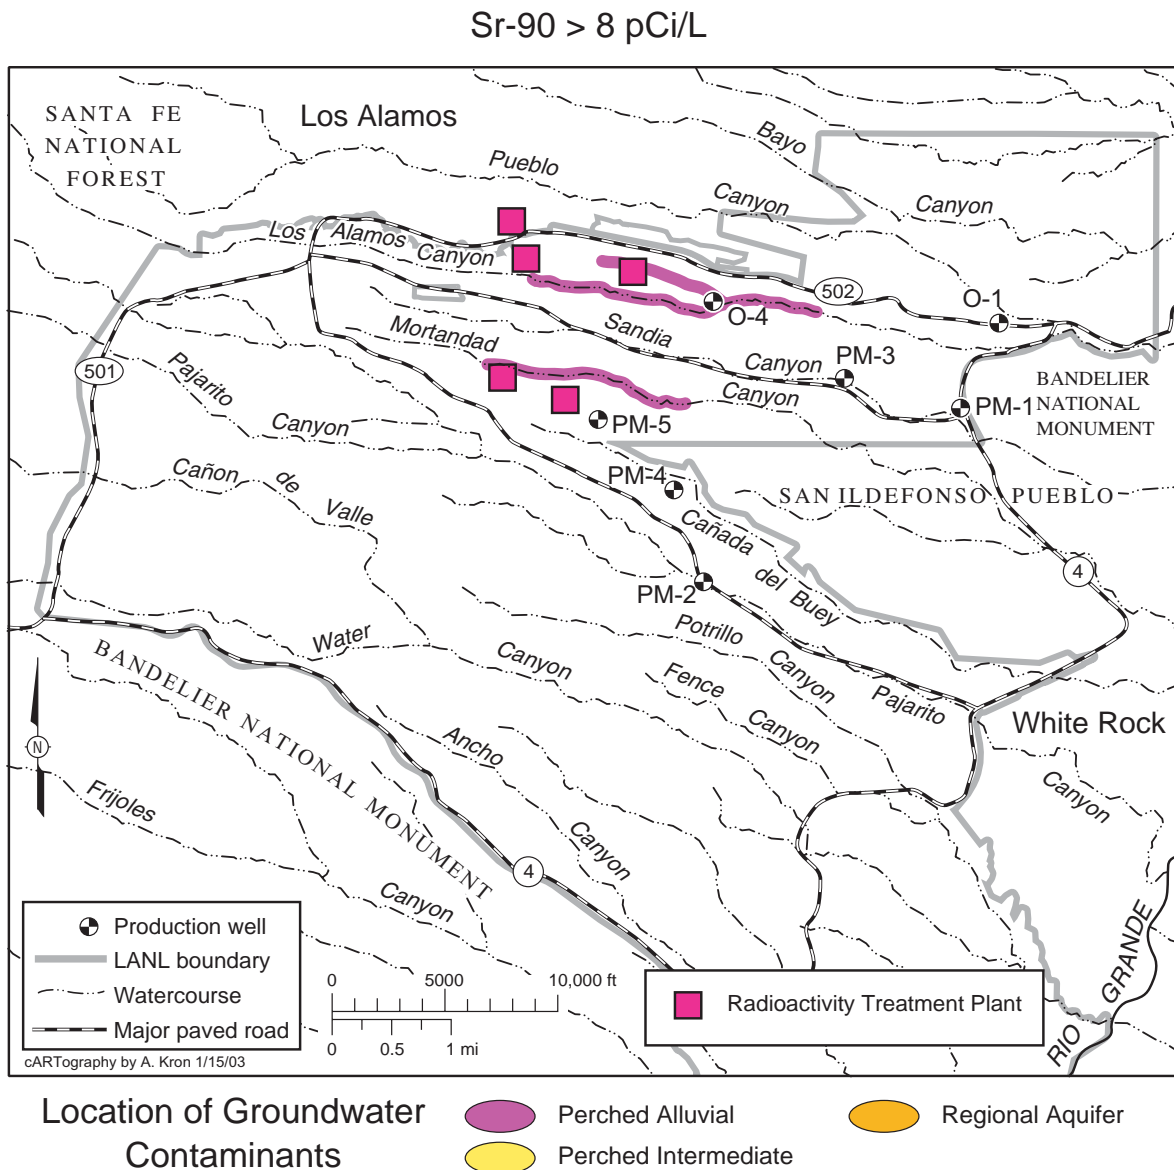 Sr-90 > 8 pCi/L
SANTA FE
NATIONAL
FOREST
Los Alamos
Bayo
Pueblo
Canyon
Canyon
Los Alamos
Canyon
502
O-1
O-4
Sandia
Mortandad
Canyon
PM-3
501
Pajarito
Canyon
PM-1
BANDELIER
NATIONAL
MONUMENT
PM-5
Canyon
Cañon
de
Valle
PM-4
SAN ILDEFONSO PUEBLO
Cañada
del Buey
4
PM-2
Potrillo
Water
Canyon
Canyon
Fence
Canyon
Pajarito
BANDELIER NATIONAL MONUMENT
White Rock
N
Ancho
Canyon
Canyon
Frijoles
Canyon
4
RIO GRANDE
Production well
LANL boundary
Watercourse
Major paved road
cARTography by A. Kron 1/15/03
0 5000 10,000 ft
0 0.5 1 mi
Radioactivity Treatment Plant
Location of Groundwater
Contaminants
Perched Alluvial
Regional Aquifer
Perched Intermediate